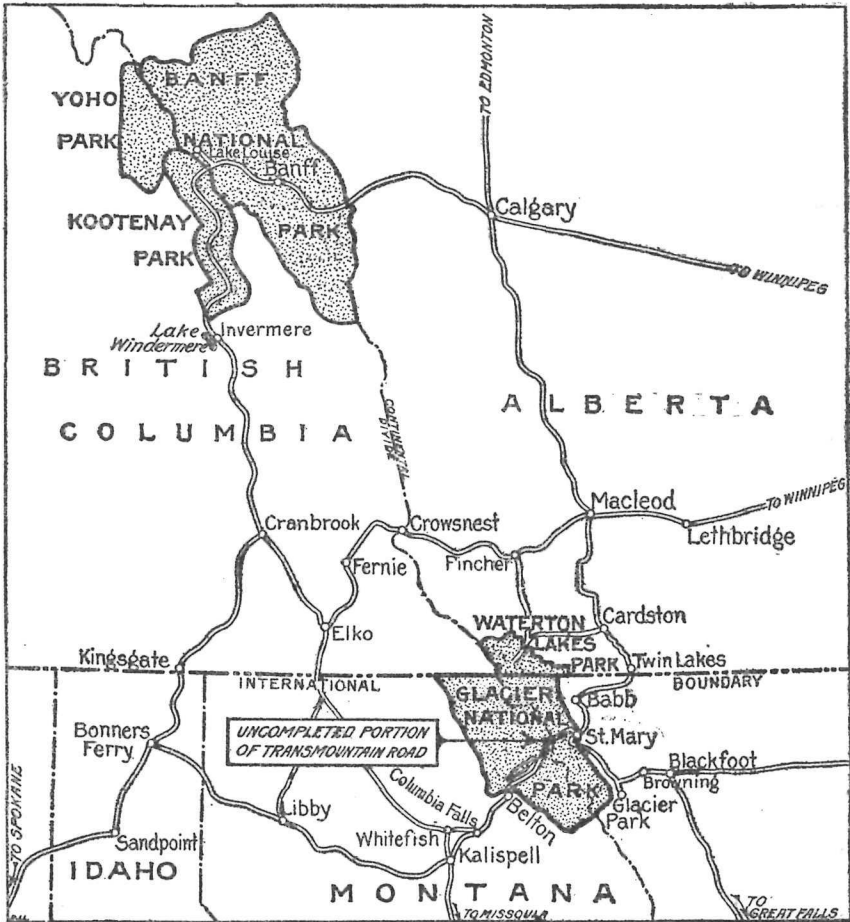 BANFF
YOHO
PARK
NATIONAL
Lake Louise
Banff
KOOTENAY
PARK
PARK
TO EDMONTON
Calgary
TO WINNIPEG
Lake
Windermere
Invermere
BRITISH
COLUMBIA
CONTINENTAL
DIVIDE
ALBERTA
Macleod
TO WINNIPEG
Lethbridge
Cranbrook
Crowsnest
Fernie
Pincher
Elko
WATERTON
LAKES
PARK
Cardston
Kingsgate
Twin Lakes
INTERNATIONAL
BOUNDARY
GLACIER
NATIONAL
PARK
Babb
UNCOMPLETED PORTION
OF TRANSMOUNTAIN ROAD
St. Mary
Bonners
Ferry
Blackfoot
Browning
Glacier
Park
Columbia Falls
Belton
Libby
Whitefish
Kalispell
Sandpoint
TO SPOKANE
IDAHO
MONTANA
TO MISSOULA
TO
GREAT FALLS